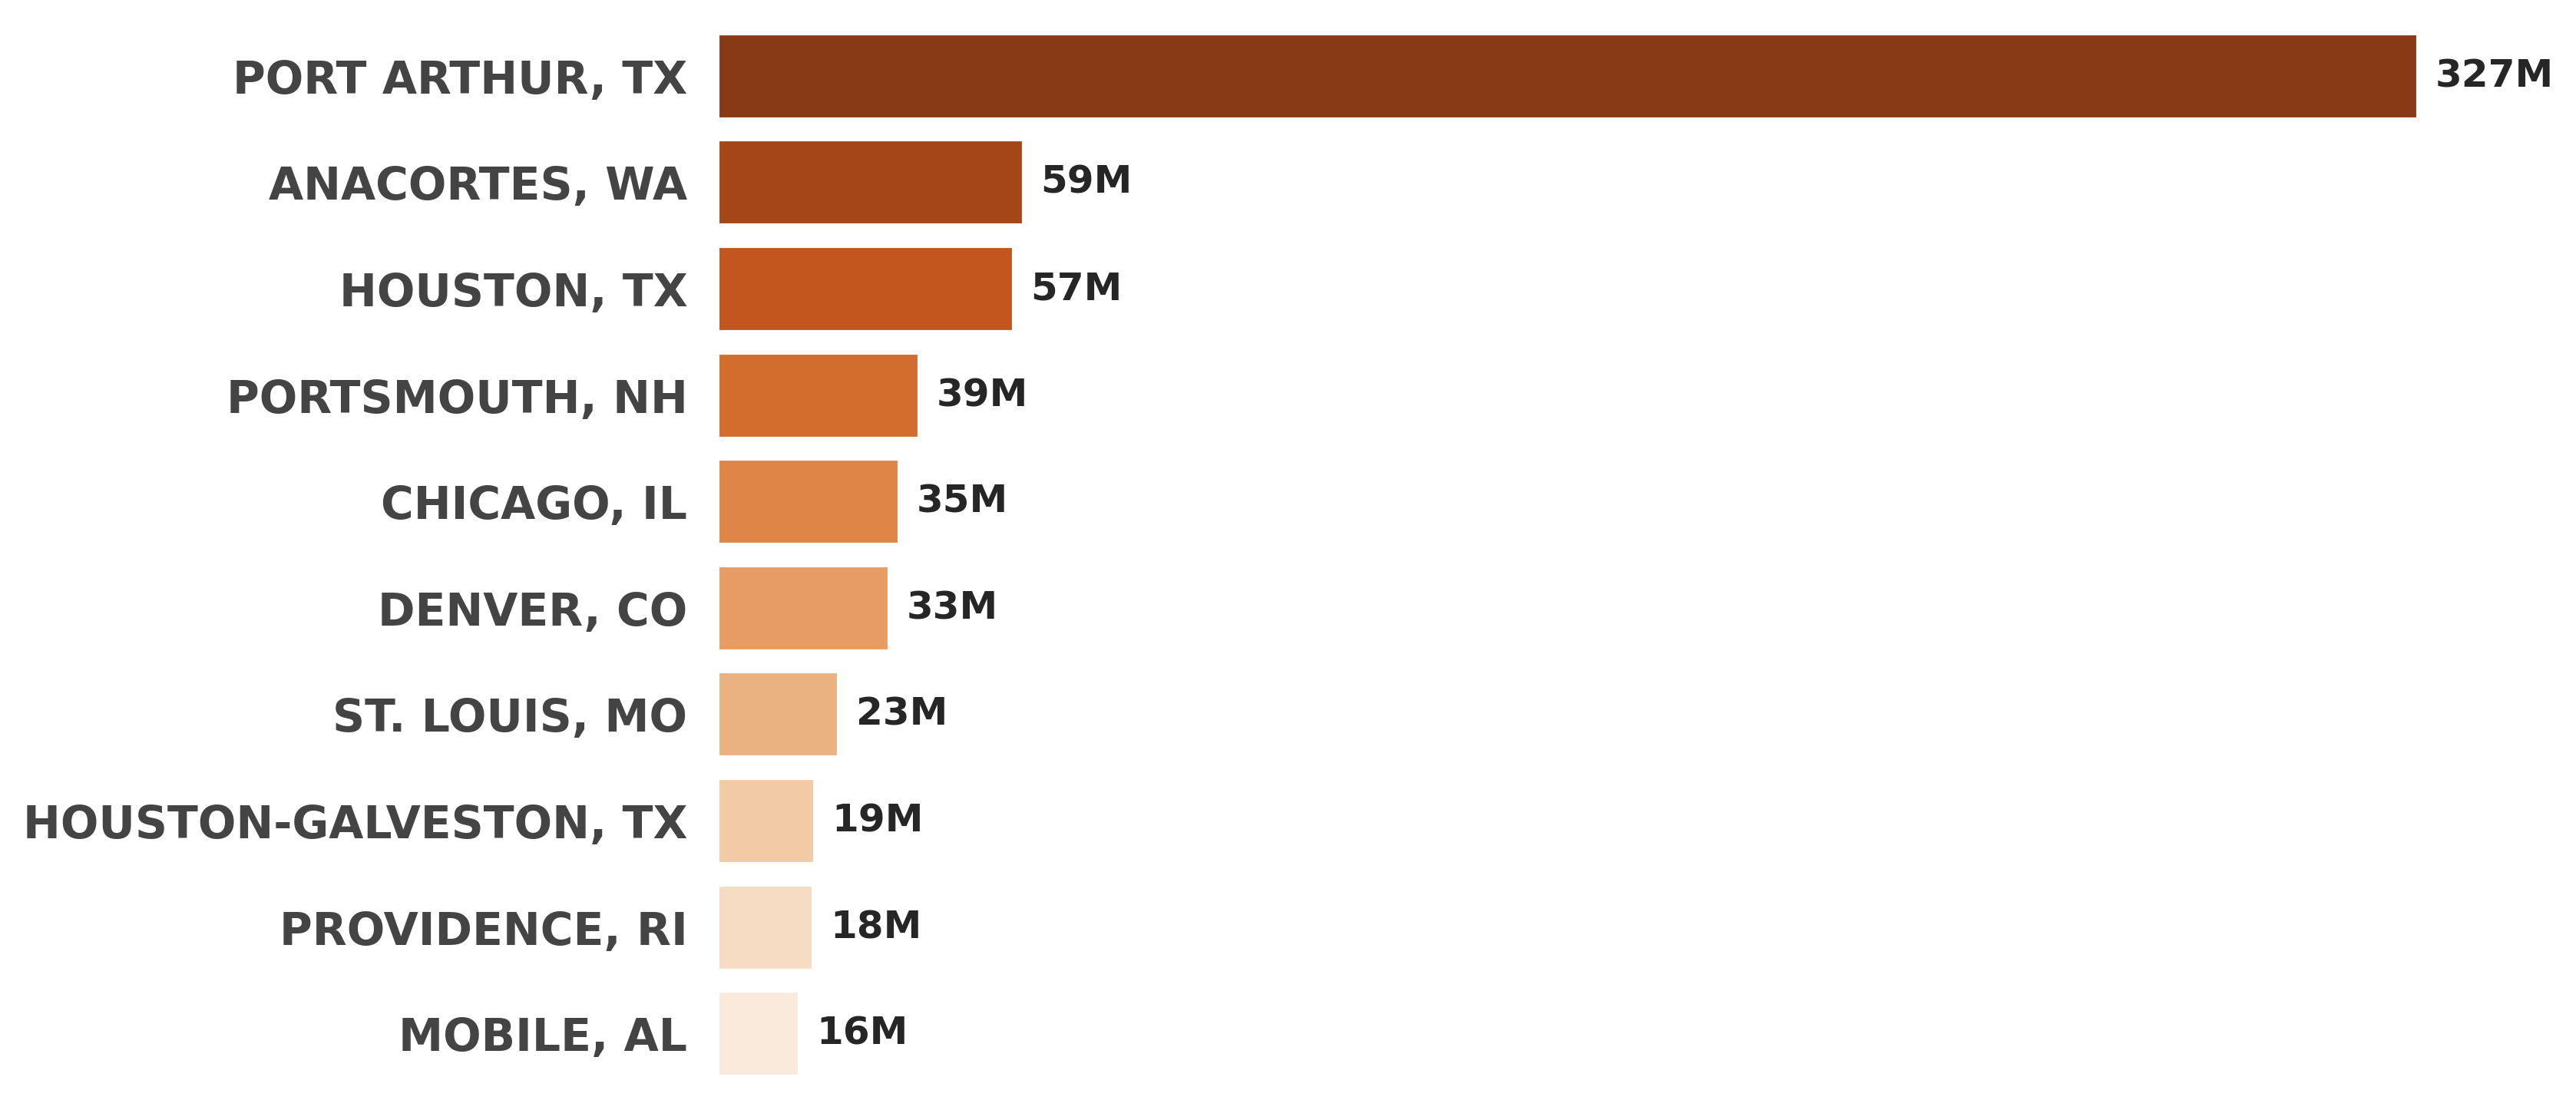 PORT ARTHUR, TX 327M
ANACORTES, WA 59M
HOUSTON, TX 57M
PORTSMOUTH, NH 39M
CHICAGO, IL 35M
DENVER, CO 33M
ST. LOUIS, MO 23M
HOUSTON-GALVESTON, TX 19M
PROVIDENCE, RI 18M
MOBILE, AL 16M